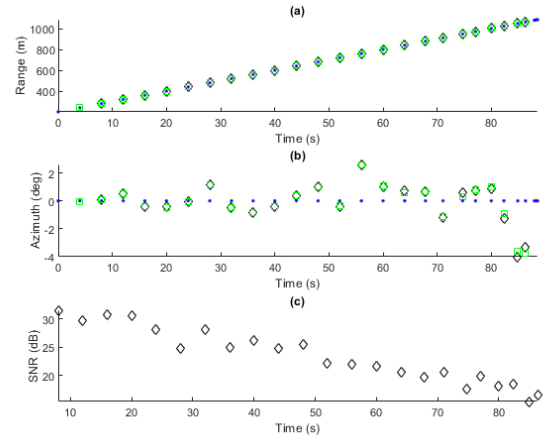 (a)
Range (m)
1000
800
600
400
0 10 20 30 40 50 60 70 80
Time (s)
(b)
Azimuth (deg)
2
0
-2
-4
0 10 20 30 40 50 60 70 80
Time (s)
(c)
SNR (dB)
30
25
20
10 20 30 40 50 60 70 80
Time (s)